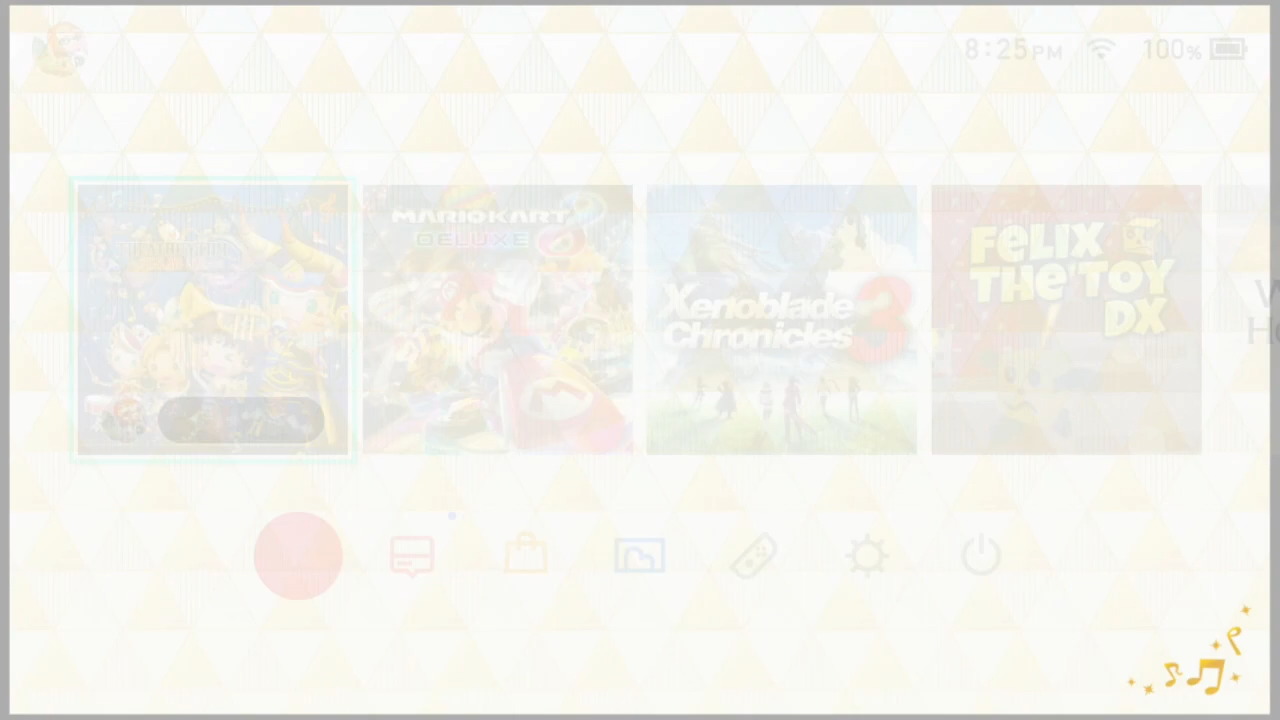 8:25PM 100%
MARIOKART
DELUXE 8
Xenoblade
Chronicles 3
FeLIX
THe TOY
DX